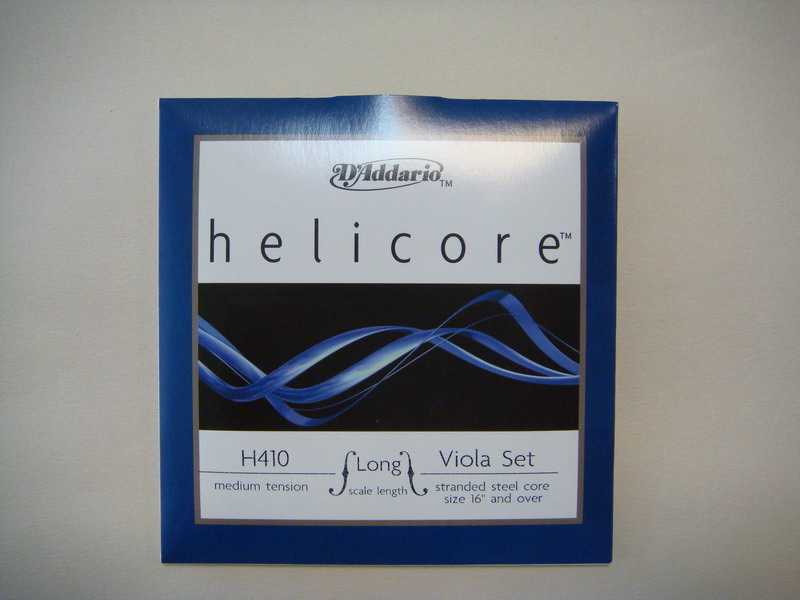 D'Addario™
helicore™
H410
medium tension
Long
scale length
Viola Set
stranded steel core
size 16" and over